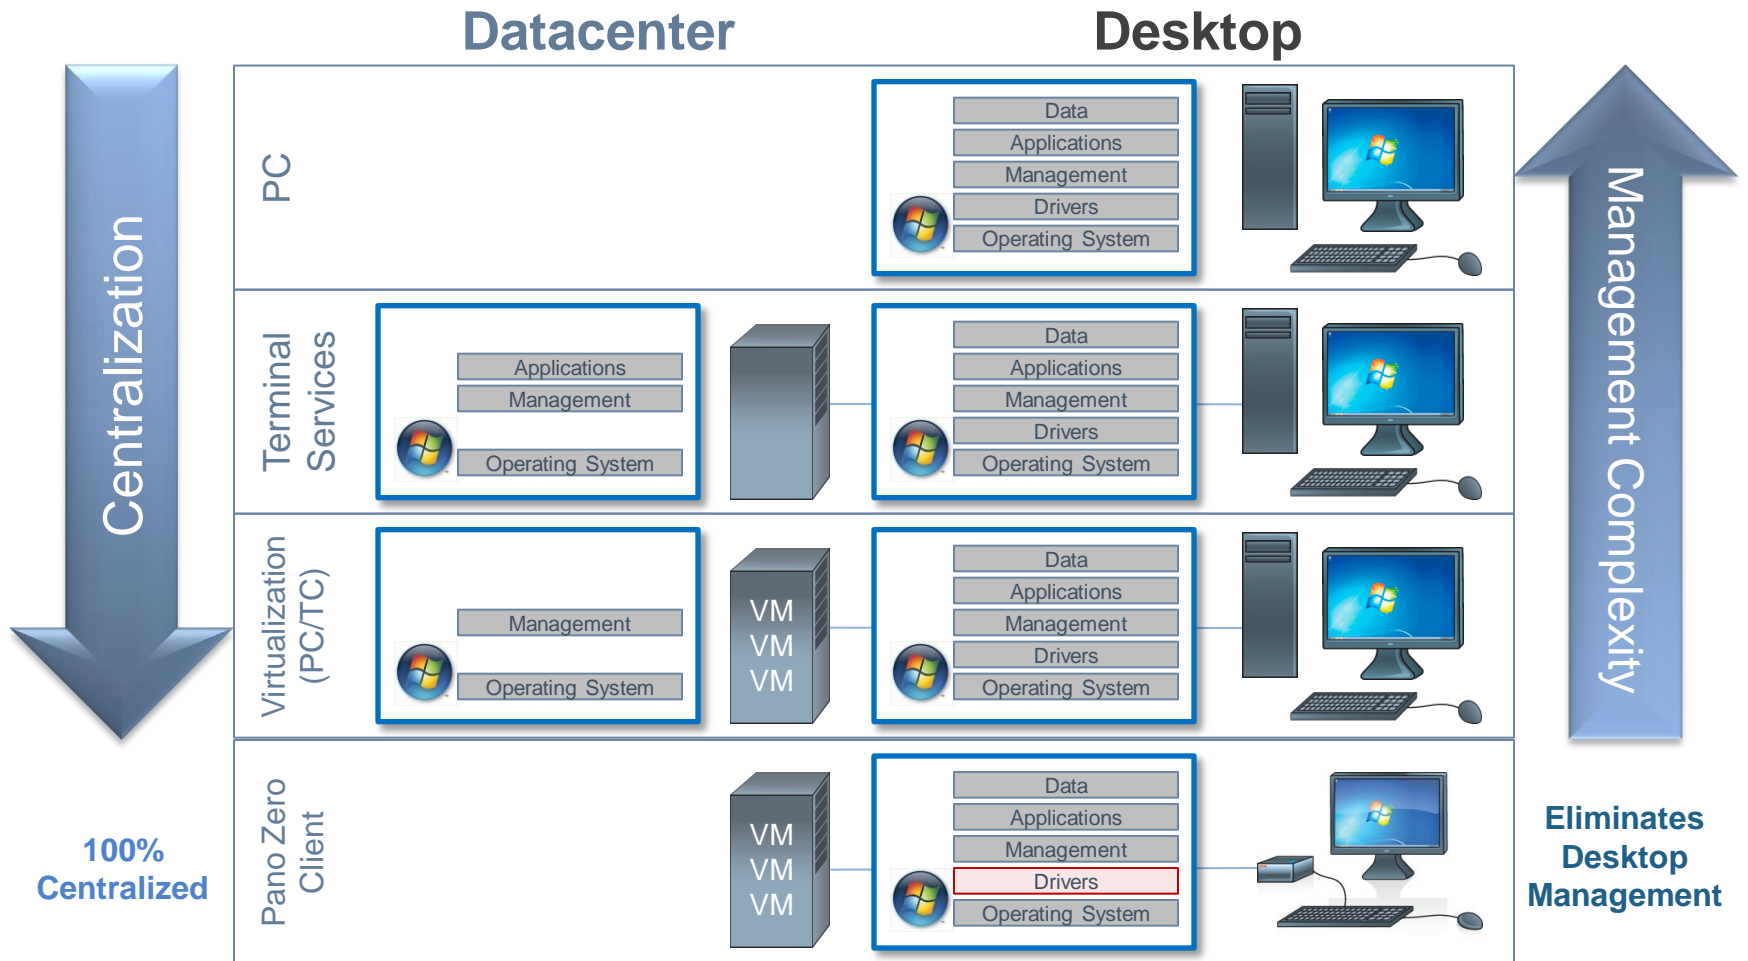 Datacenter
Desktop
Centralization
Management Complexity
PC
Data
Applications
Management
Drivers
Operating System
Terminal
Services
Applications
Management
Operating System
Data
Applications
Management
Drivers
Operating System
Virtualization
(PC/TC)
Management
Operating System
VM
VM
VM
Data
Applications
Management
Drivers
Operating System
Pano Zero
Client
VM
VM
VM
Data
Applications
Management
Drivers
Operating System
100%
Centralized
Eliminates
Desktop
Management